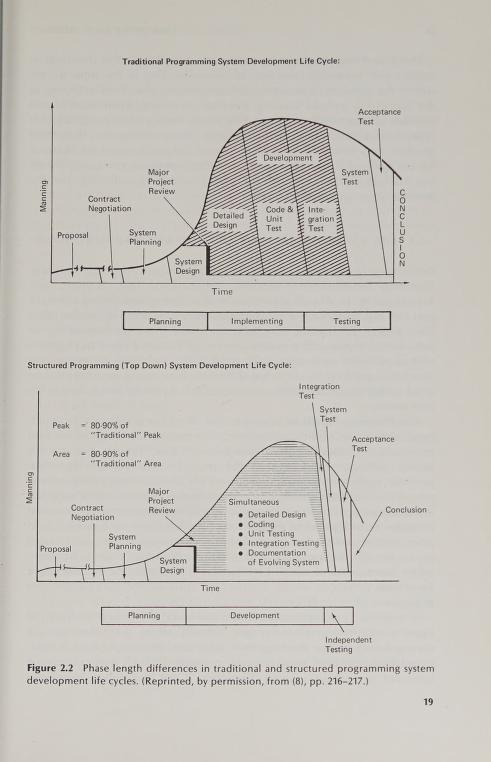 Traditional Programming System Development Life Cycle:
Acceptance
Test
Development
Major
Project
Review
System
Test
Contract
Negotiation
Detailed
Design
Code &
Unit
Test
Inte-
gration
Test
Proposal
System
Planning
System
Design
Manning
CONCLUSION
Time
Planning
Implementing
Testing
Structured Programming (Top Down) System Development Life Cycle:
Integration
Test
System
Test
Peak = 80-90% of
"Traditional" Peak
Acceptance
Test
Area = 80-90% of
"Traditional" Area
Manning
Major
Project
Review
Contract
Negotiation
Simultaneous
• Detailed Design
• Coding
• Unit Testing
• Integration Testing
• Documentation
of Evolving System
Conclusion
System
Planning
Proposal
System
Design
Time
Planning
Development
Independent
Testing
Figure 2.2 Phase length differences in traditional and structured programming system
development life cycles. (Reprinted, by permission, from (8), pp. 216–217.)
19